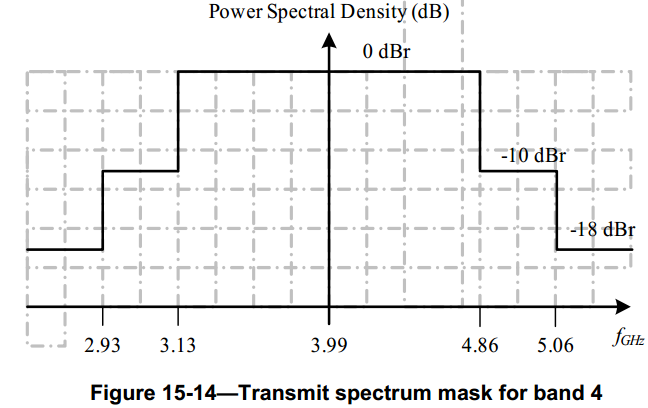 Power Spectral Density (dB)
0 dBr
-10 dBr
-18 dBr
2.93 3.13 3.99 4.86 5.06 fGHz
Figure 15-14—Transmit spectrum mask for band 4